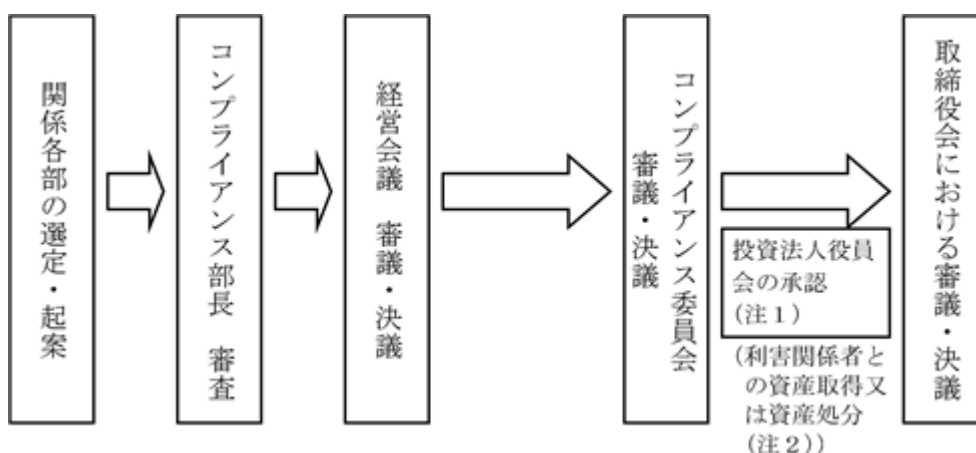 関係各部の選定・起案
コンプライアンス部長　審査
経営会議　審議・決議
コンプライアンス委員会
審議・決議
投資法人役員
会の承認
（注１）
（利害関係者と
の資産取得又
は資産処分
（注２））
取締役会における審議・決議